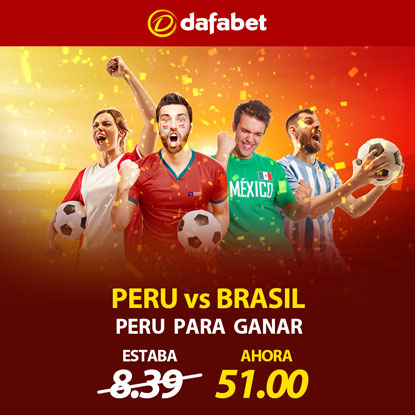 dafabet
MÉXICO
PERU vs BRASIL
PERU PARA GANAR
ESTABA AHORA
8.39 51.00